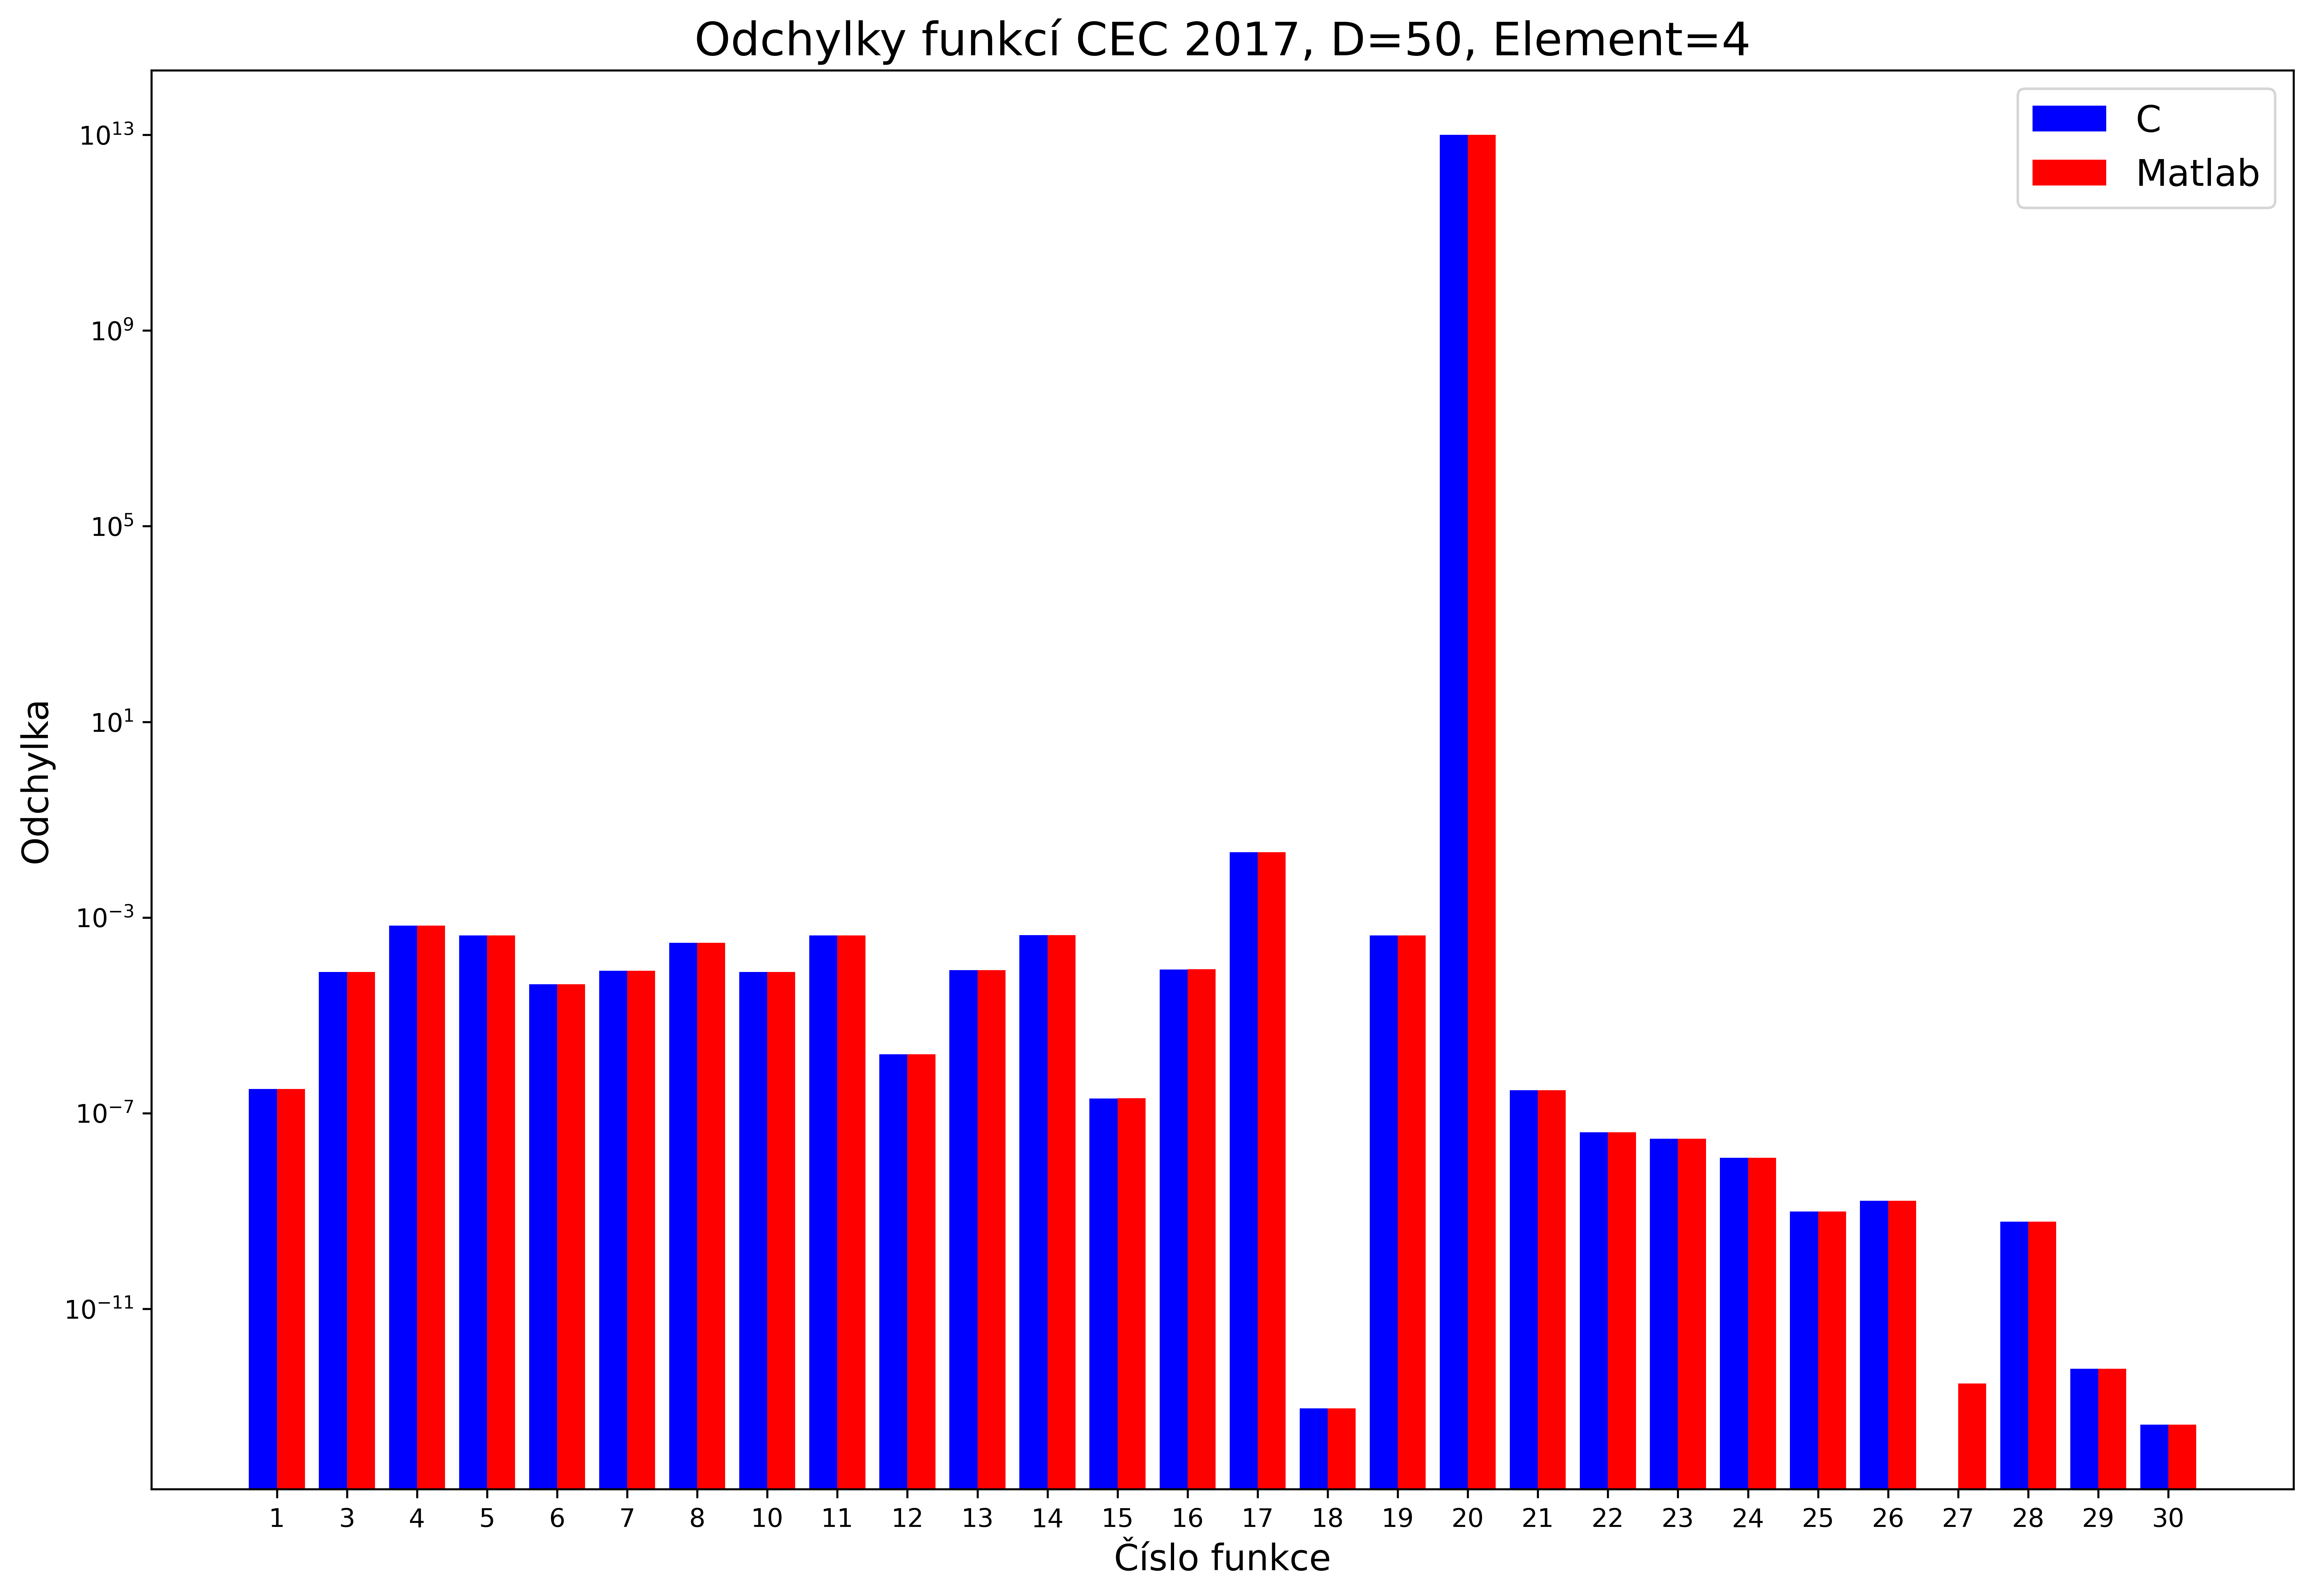 Odchylky funkcí CEC 2017, D=50, Element=4
C
Matlab
10^13
10^9
10^5
10^1
10^−3
10^−7
10^−11
Odchylka
1 3 4 5 6 7 8 10 11 12 13 14 15 16 17 18 19 20 21 22 23 24 25 26 27 28 29 30
Číslo funkce